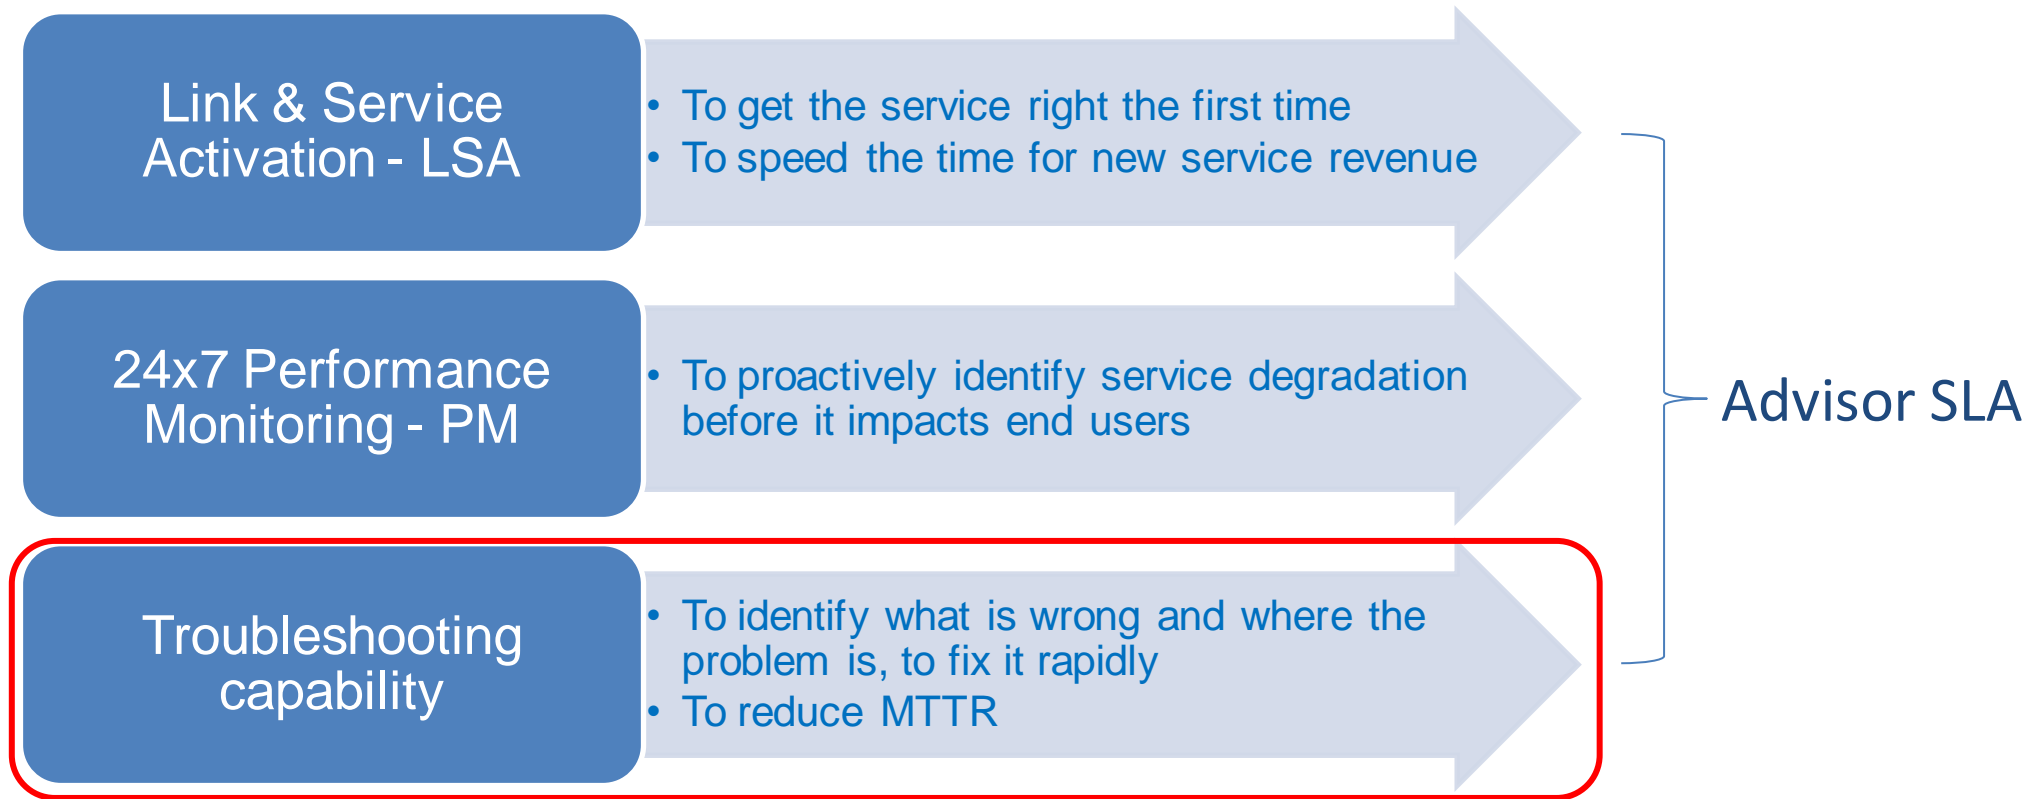 Link & Service
Activation - LSA
• To get the service right the first time
• To speed the time for new service revenue
24x7 Performance
Monitoring - PM
• To proactively identify service degradation
before it impacts end users
Troubleshooting
capability
• To identify what is wrong and where the
problem is, to fix it rapidly
• To reduce MTTR
Advisor SLA